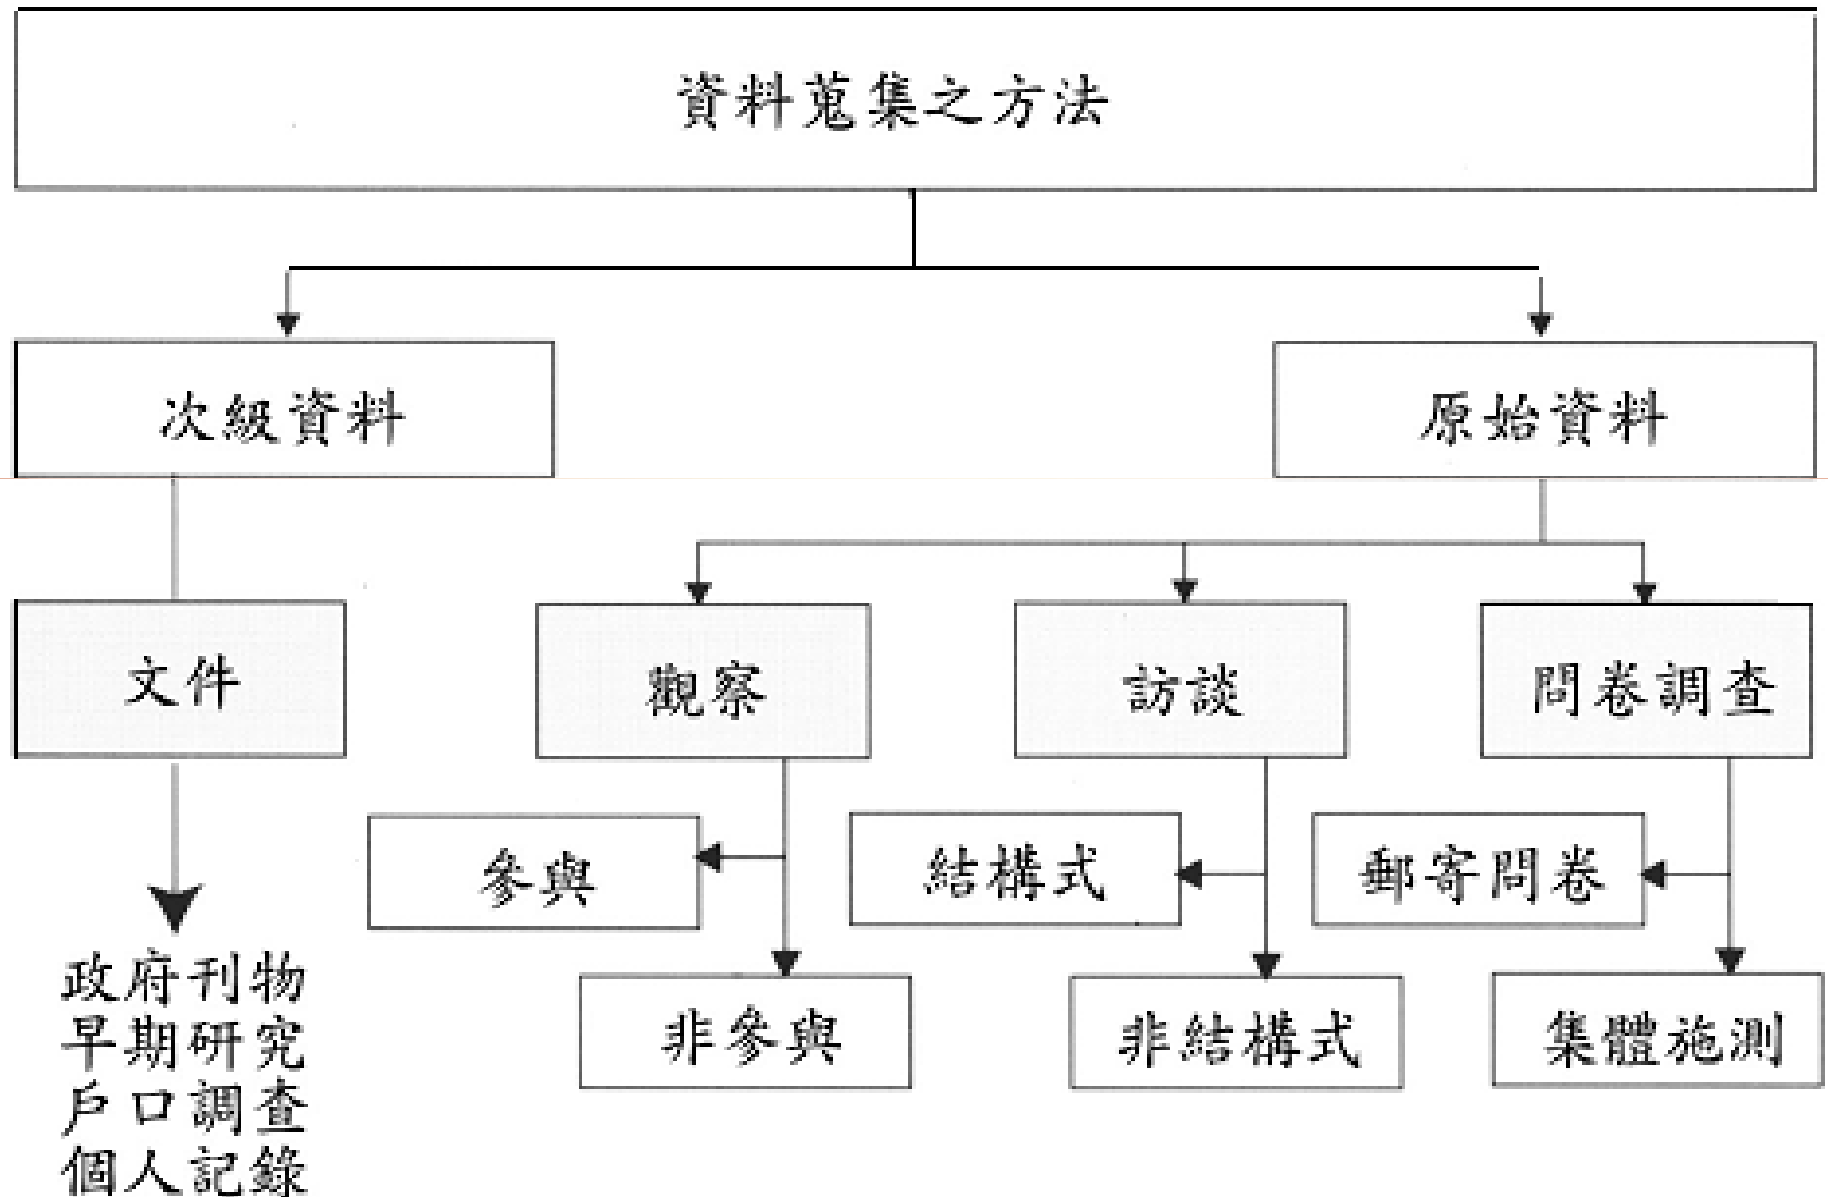 資料蒐集之方法
次級資料
原始資料
文件
觀察
訪談
問卷調查
參與
結構式
郵寄問卷
非參與
非結構式
集體施測
政府刊物
早期研究
戶口調查
個人記錄